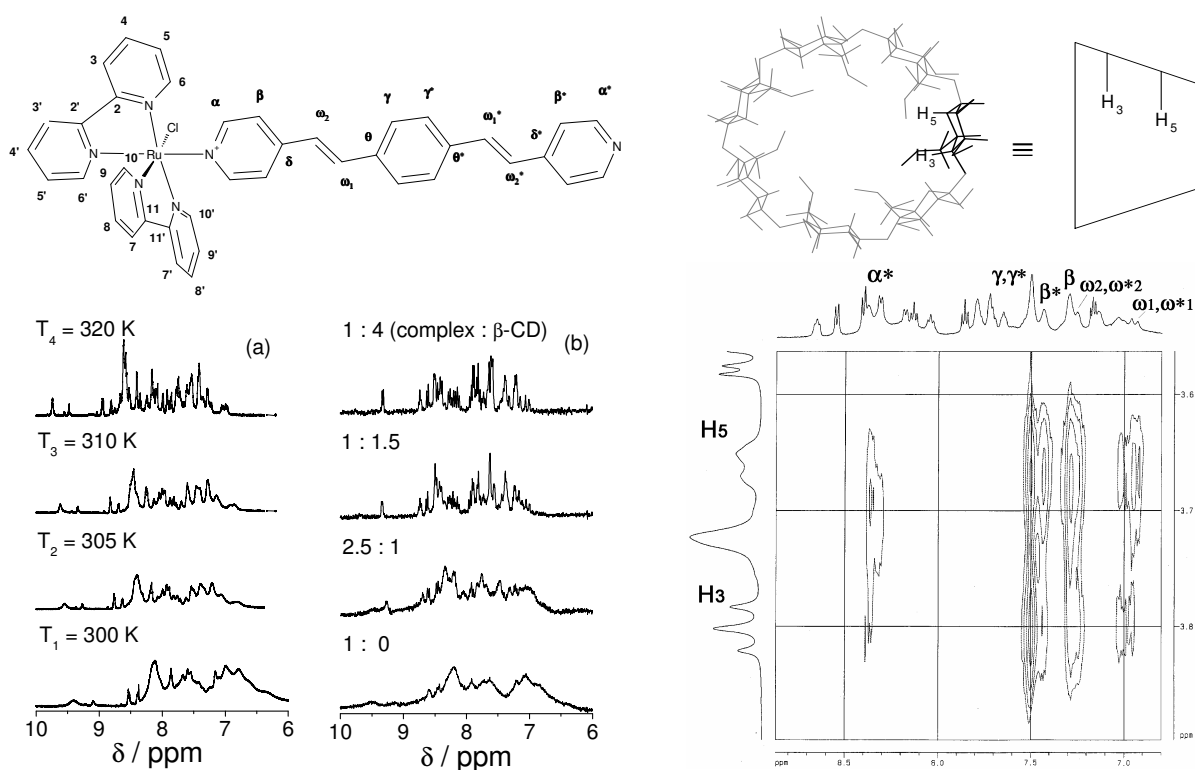 4
3
5
6
2
2'
3'
4'
5'
6'
N
N
Cl
10
Ru
N⁺
N
N
9
8
7
11
11'
10'
9'
7'
8'
α
β
δ
ω₂
ω₁
θ
γ
γ*
θ*
ω₁*
ω₂*
δ*
β*
α*
N
H₅
H₃
≡
H₃
H₅
T₄ = 320 K
(a)
T₃ = 310 K
T₂ = 305 K
T₁ = 300 K
10 9 8 7 6
δ / ppm
1 : 4 (complex : β-CD)
(b)
1 : 1.5
2.5 : 1
1 : 0
10 9 8 7 6
δ / ppm
α*
γ,γ*
β*
β
ω2,ω*2
ω1,ω*1
H5
H3
3.6
3.7
3.8
ppm
ppm 8.5 8.0 7.5 7.0